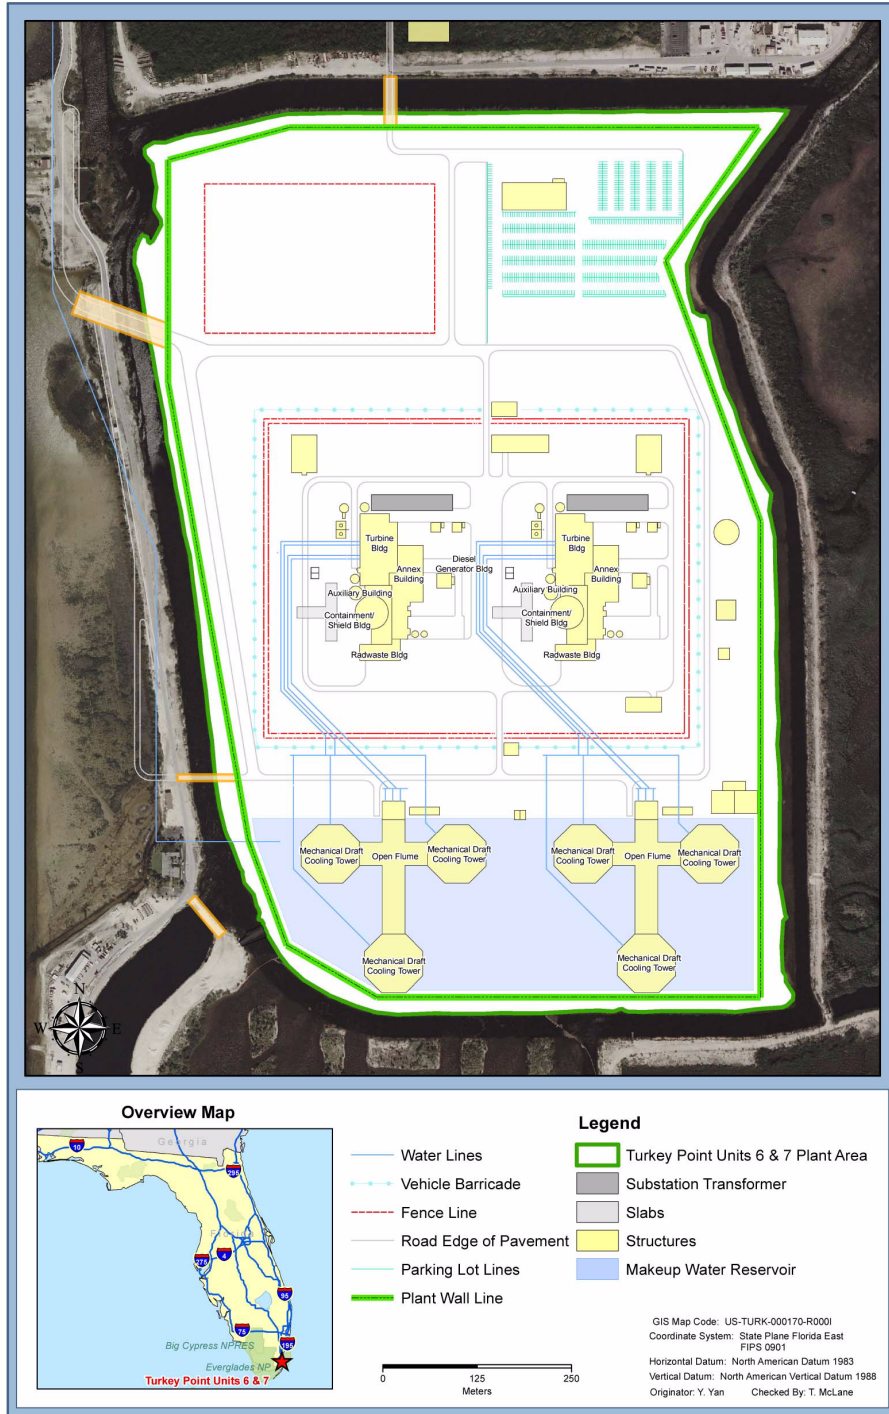 Turbine
Bldg
Annex
Building
Diesel
Generator Bldg
Auxiliary Building
Containment/
Shield Bldg
Radwaste Bldg
Turbine
Bldg
Annex
Building
Auxiliary Building
Containment/
Shield Bldg
Radwaste Bldg
Mechanical Draft
Cooling Tower
Open Flume
Mechanical Draft
Cooling Tower
Mechanical Draft
Cooling Tower
Open Flume
Mechanical Draft
Cooling Tower
Mechanical Draft
Cooling Tower
Mechanical Draft
Cooling Tower
N
W E
S
Overview Map
Georgia
10
295
Florida
275
4
95
75
195
Big Cypress NPRES
Everglades NP
Turkey Point Units 6 & 7
Legend
Water Lines
Vehicle Barricade
Fence Line
Road Edge of Pavement
Parking Lot Lines
Plant Wall Line
Turkey Point Units 6 & 7 Plant Area
Substation Transformer
Slabs
Structures
Makeup Water Reservoir
0 125 250
Meters
GIS Map Code: US-TURK-000170-R000I
Coordinate System: State Plane Florida East
FIPS 0901
Horizontal Datum: North American Datum 1983
Vertical Datum: North American Vertical Datum 1988
Originator: Y. Yan Checked By: T. McLane